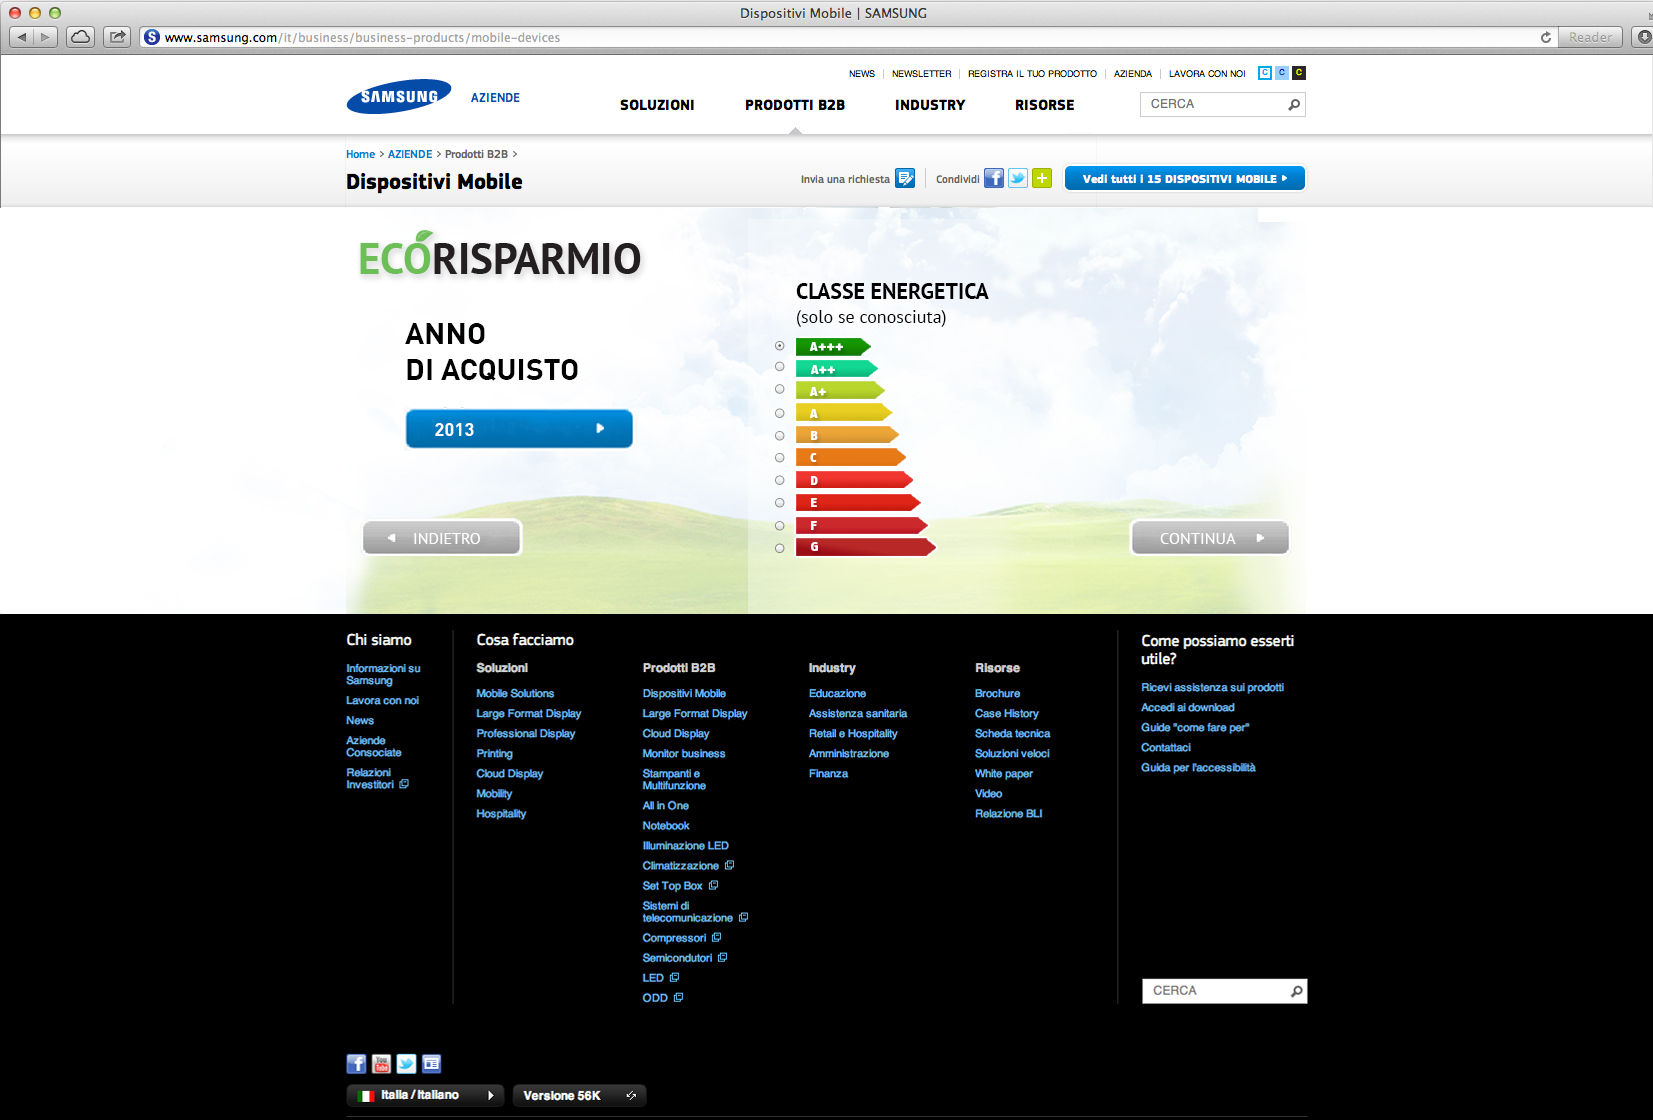 Dispositivi Mobile | SAMSUNG
www.samsung.com/it/business/business-products/mobile-devices
Reader
NEWS
NEWSLETTER
REGISTRA IL TUO PRODOTTO
AZIENDA
LAVORA CON NOI
C
C
C
SAMSUNG
AZIENDE
SOLUZIONI
PRODOTTI B2B
INDUSTRY
RISORSE
CERCA
Home > AZIENDE > Prodotti B2B >
Dispositivi Mobile
Invia una richiesta
Condividi
Vedi tutti i 15 DISPOSITIVI MOBILE
ECÓRISPARMIO
ANNO
DI ACQUISTO
2013
CLASSE ENERGETICA
(solo se conosciuta)
A+++
A++
A+
A
B
C
D
E
F
G
INDIETRO
CONTINUA
Chi siamo
Informazioni su
Samsung
Lavora con noi
News
Aziende
Consociate
Relazioni
Investitori
Cosa facciamo
Soluzioni
Mobile Solutions
Large Format Display
Professional Display
Printing
Cloud Display
Mobility
Hospitality
Prodotti B2B
Dispositivi Mobile
Large Format Display
Cloud Display
Monitor business
Stampanti e
Multifunzione
All in One
Notebook
Illuminazione LED
Climatizzazione
Set Top Box
Sistemi di
telecomunicazione
Compressori
Semicondutori
LED
ODD
Industry
Educazione
Assistenza sanitaria
Retail e Hospitality
Amministrazione
Finanza
Risorse
Brochure
Case History
Scheda tecnica
Soluzioni veloci
White paper
Video
Relazione BLI
Come possiamo esserti
utile?
Ricevi assistenza sui prodotti
Accedi ai download
Guide "come fare per"
Contattaci
Guida per l'accessibilità
CERCA
You
Tube
Italia / Italiano
Versione 56K